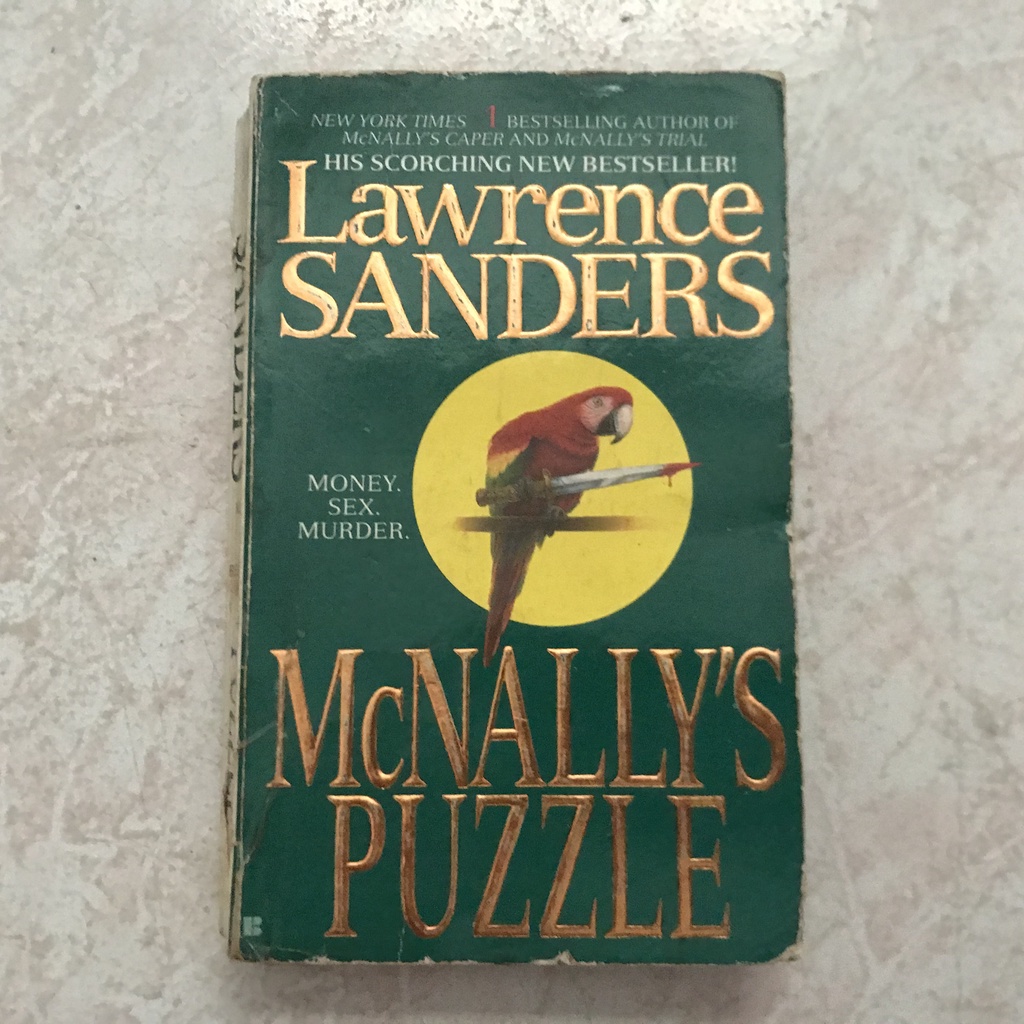 NEW YORK TIMES 1 BESTSELLING AUTHOR OF
McNALLY'S CAPER AND McNALLY'S TRIAL
HIS SCORCHING NEW BESTSELLER!
Lawrence
SANDERS
MONEY.
SEX.
MURDER.
McNALLY'S
PUZZLE
B